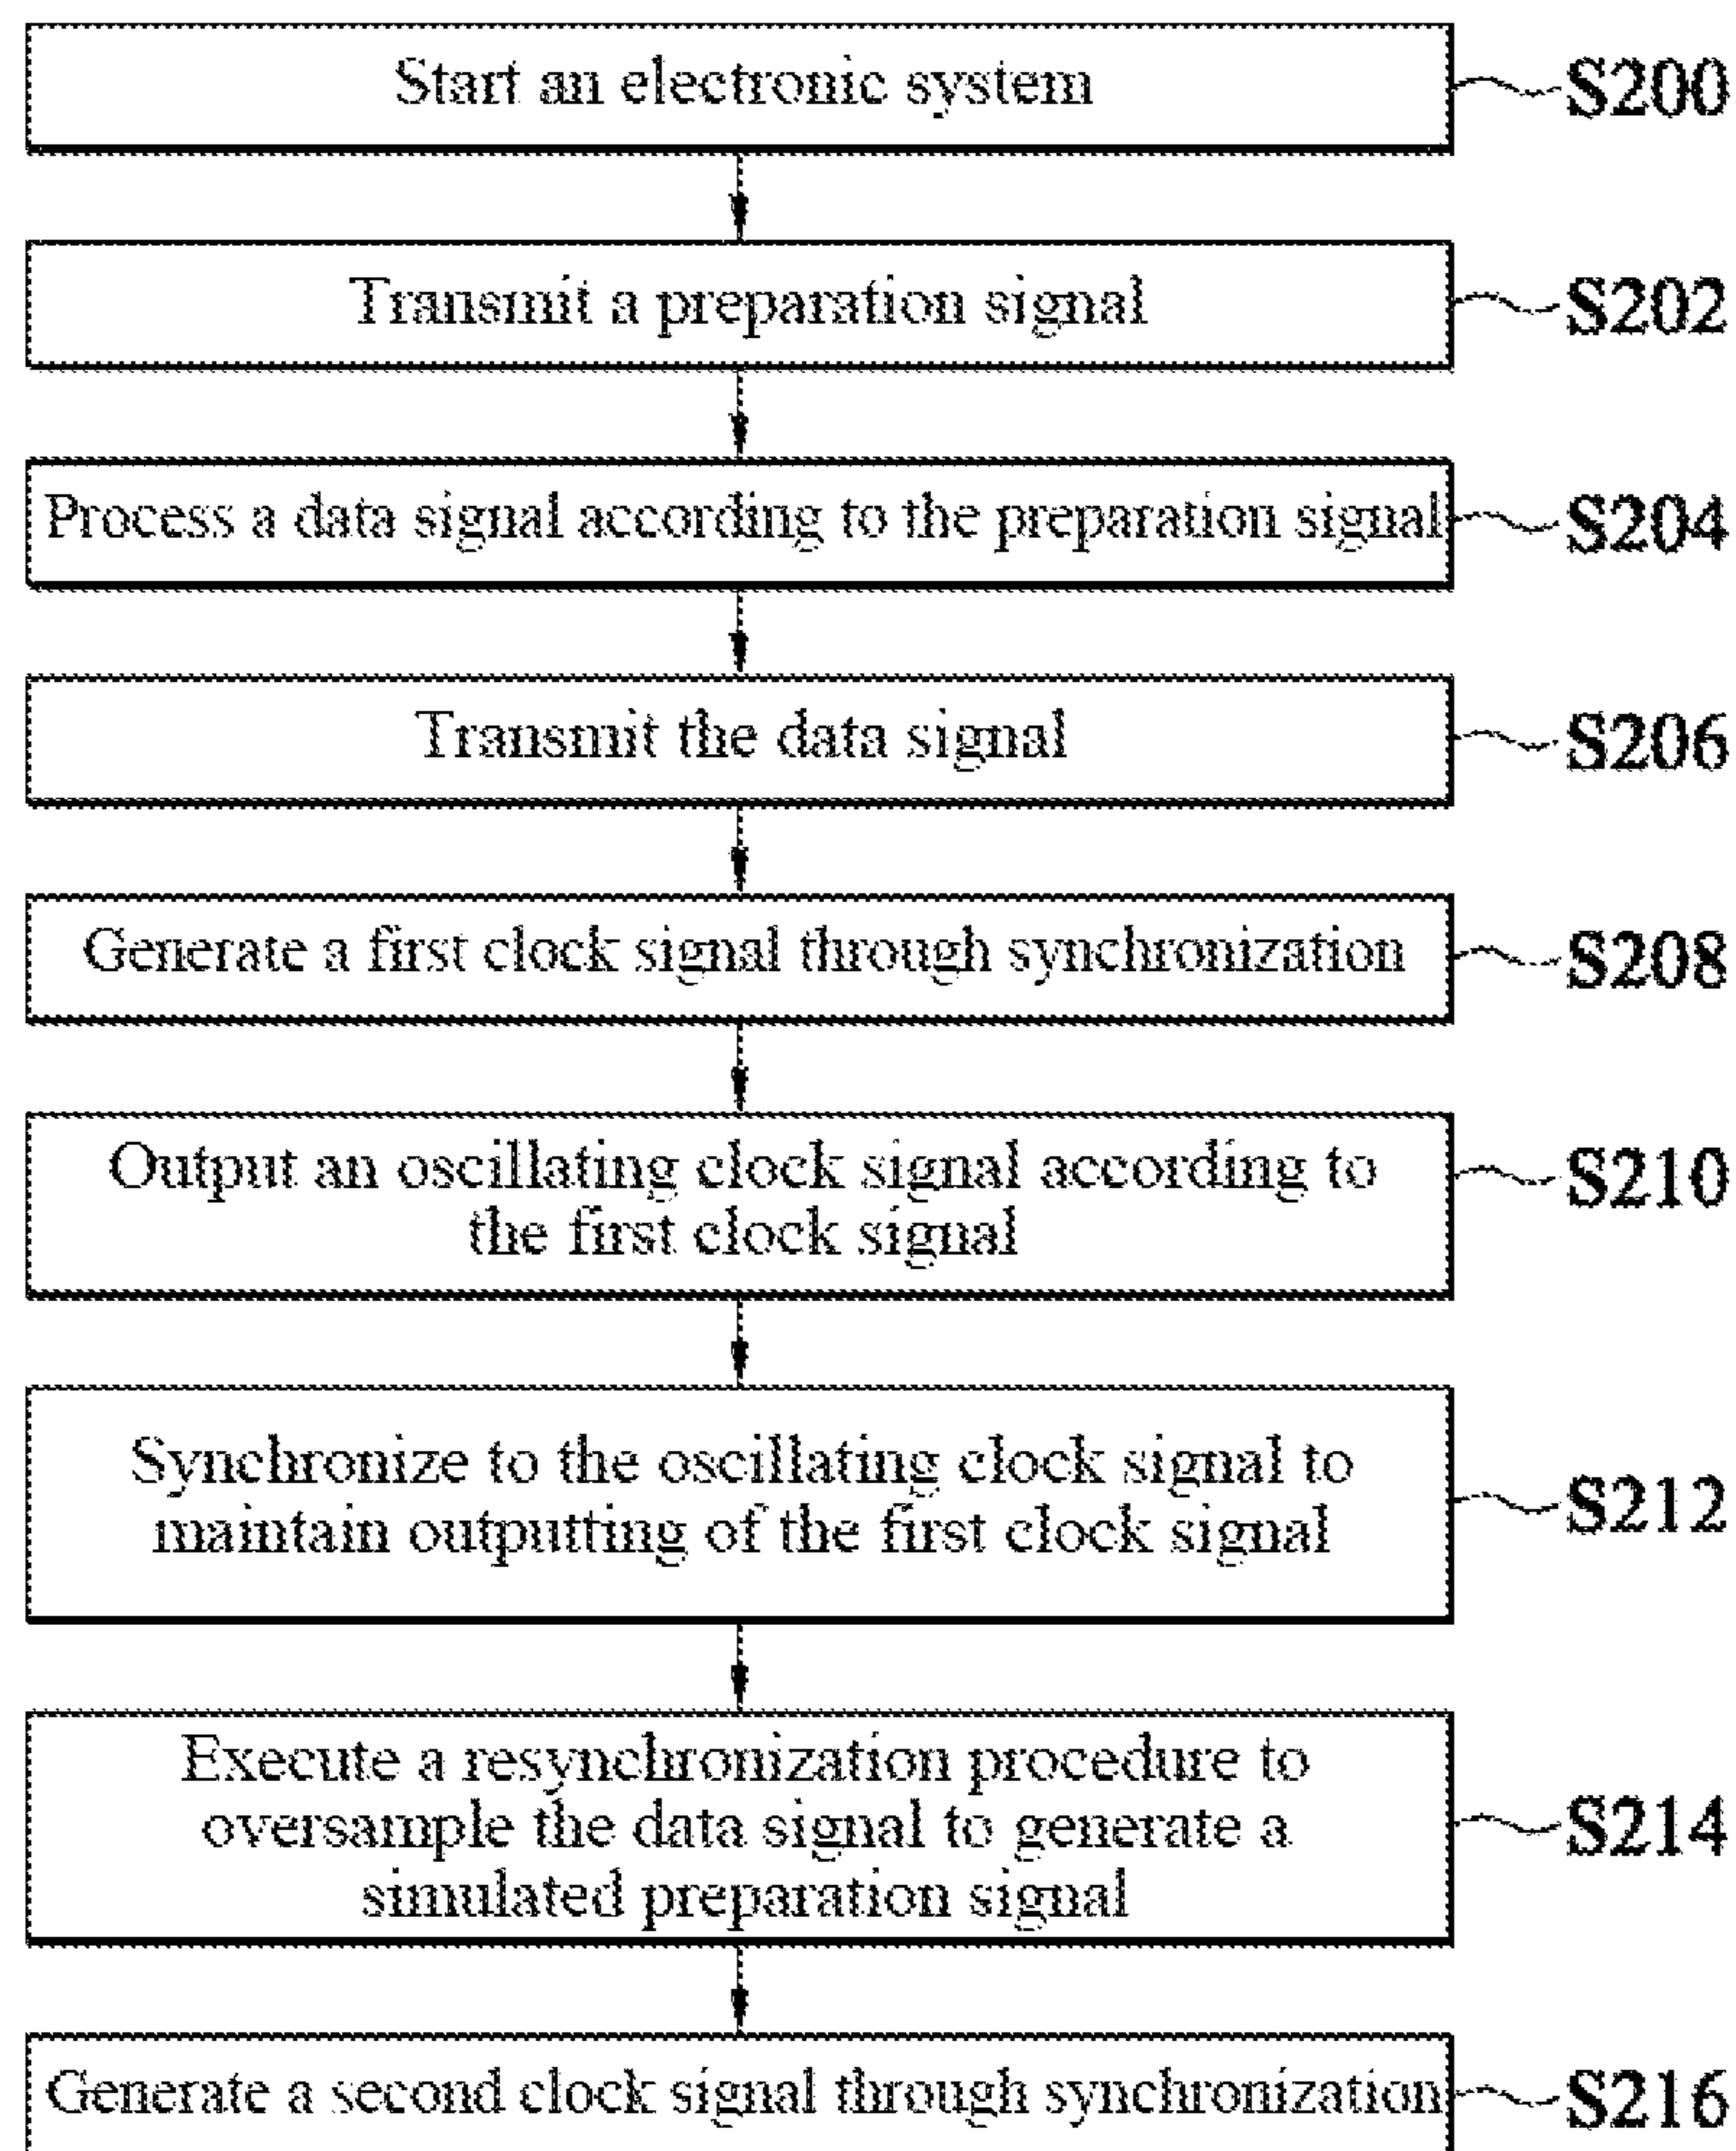 Start an electronic system
S200
Transmit a preparation signal
S202
Process a data signal according to the preparation signal
S204
Transmit the data signal
S206
Generate a first clock signal through synchronization
S208
Output an oscillating clock signal according to
the first clock signal
S210
Synchronize to the oscillating clock signal to
maintain outputting of the first clock signal
S212
Execute a resynchronization procedure to
oversample the data signal to generate a
simulated preparation signal
S214
Generate a second clock signal through synchronization
S216